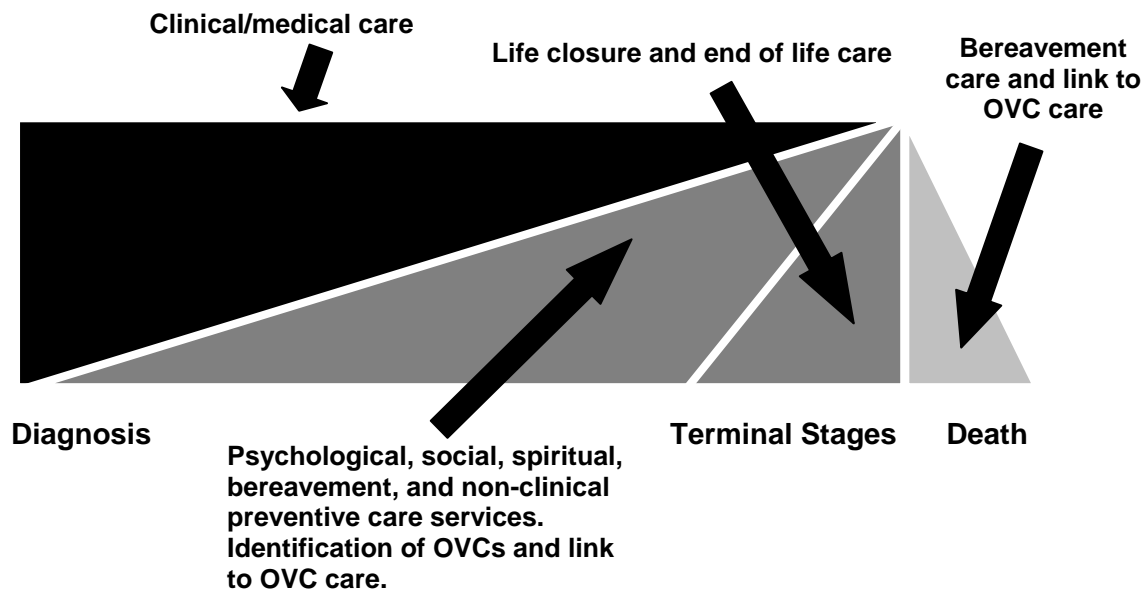 Clinical/medical care
Life closure and end of life care
Bereavement
care and link to
OVC care
Diagnosis
Terminal Stages
Death
Psychological, social, spiritual,
bereavement, and non-clinical
preventive care services.
Identification of OVCs and link
to OVC care.